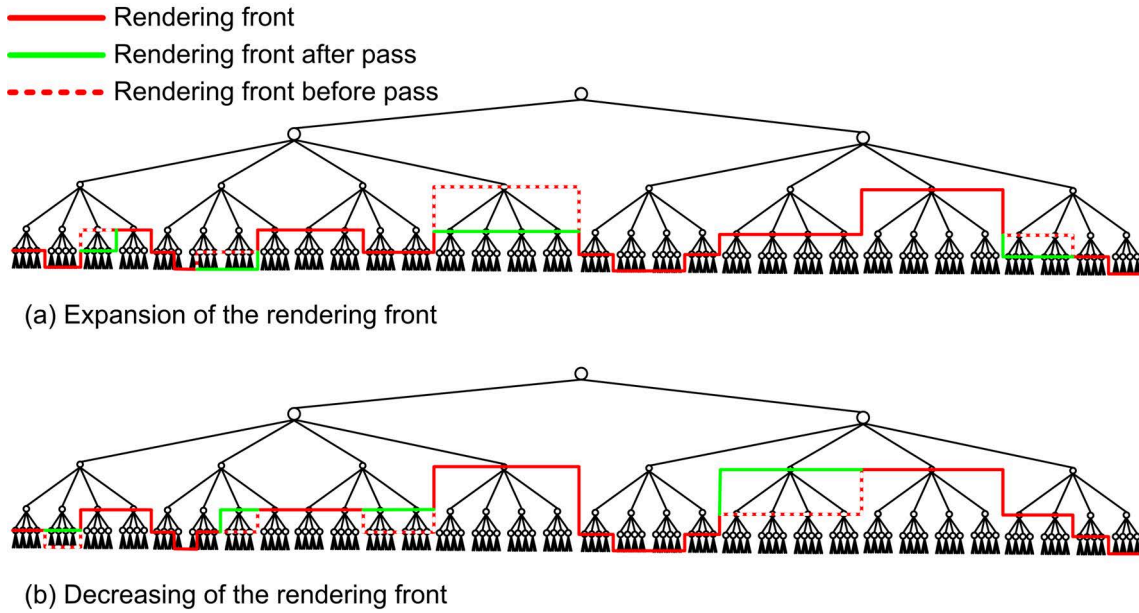 Rendering front
Rendering front after pass
Rendering front before pass
(a) Expansion of the rendering front
(b) Decreasing of the rendering front